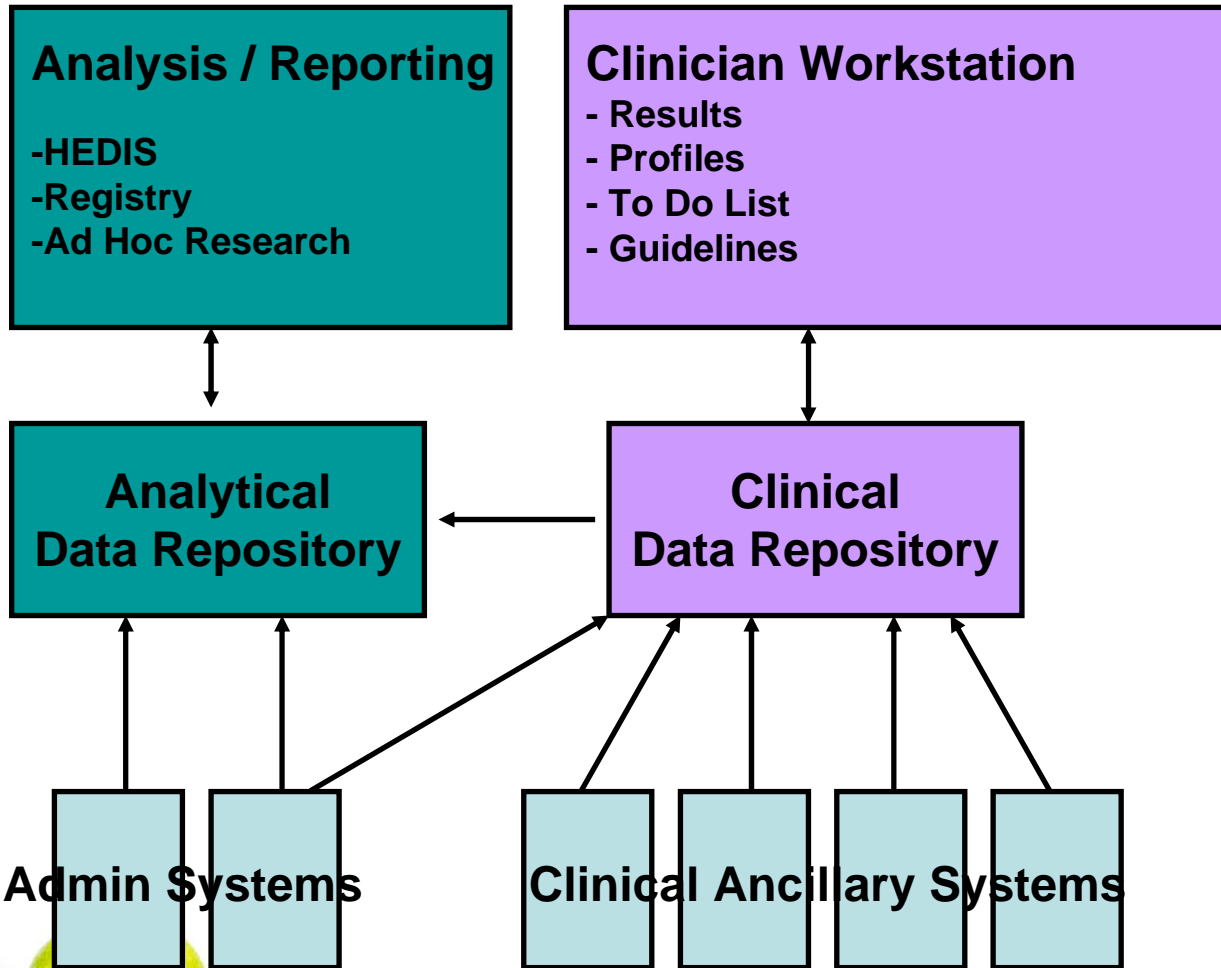 Analysis / Reporting
-HEDIS
-Registry
-Ad Hoc Research
Clinician Workstation
- Results
- Profiles
- To Do List
- Guidelines
Analytical
Data Repository
Clinical
Data Repository
Admin Systems
Clinical Ancillary Systems